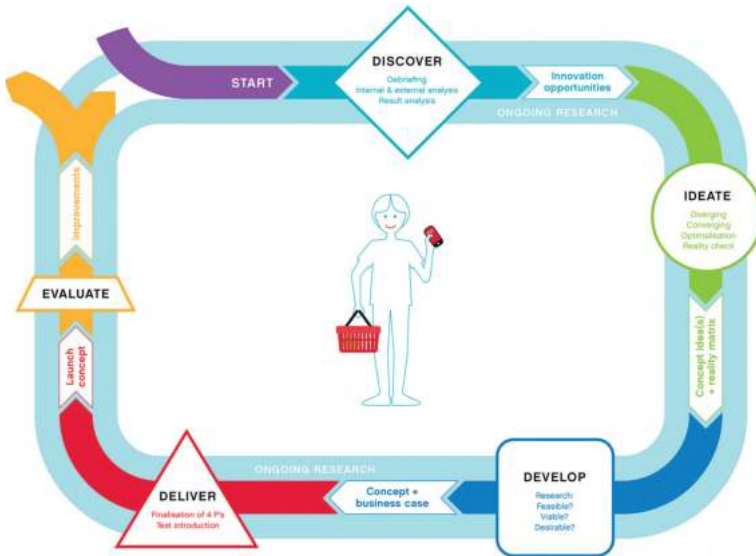 START
DISCOVER
Debriefing
Internal & external analysis
Result analysis
Innovation
opportunities
ONGOING RESEARCH
IDEATE
Diverging
Converging
Optimalisation
Reality check
Concept idea(s)
+ reality matrix
DEVELOP
Research:
Feasible?
Viable?
Desirable?
Concept +
business case
ONGOING RESEARCH
DELIVER
Finalisation of 4 P's
Test introduction
Launch
concept
EVALUATE
Improvements